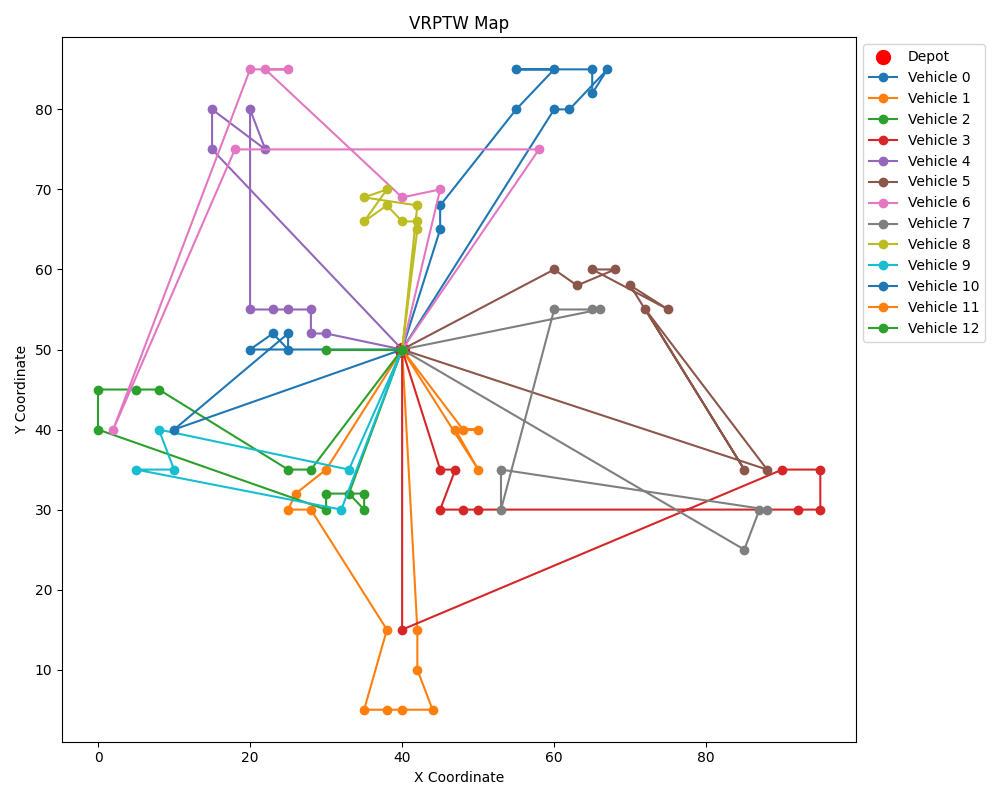 VRPTW Map
Y Coordinate
80
70
60
50
40
30
20
10
0
20
40
60
80
X Coordinate
Depot
Vehicle 0
Vehicle 1
Vehicle 2
Vehicle 3
Vehicle 4
Vehicle 5
Vehicle 6
Vehicle 7
Vehicle 8
Vehicle 9
Vehicle 10
Vehicle 11
Vehicle 12